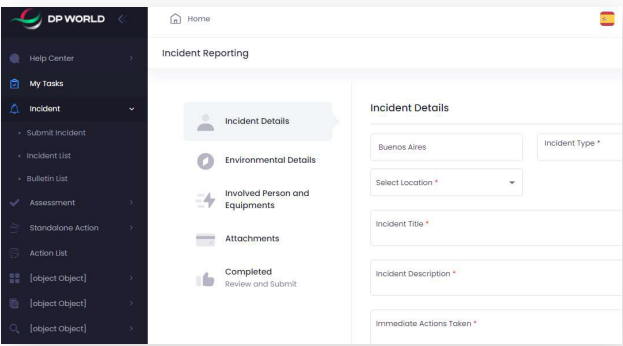 DP WORLD
Home
Incident Reporting
Help Center
My Tasks
Incident
Submit Incident
Incident List
Bulletin List
Assessment
Standalone Action
Action List
[object Object]
[object Object]
[object Object]
Incident Details
Environmental Details
Involved Person and
Equipments
Attachments
Completed
Review and Submit
Incident Details
Buenos Aires
Incident Type *
Select Location *
Incident Title *
Incident Description *
Immediate Actions Taken *